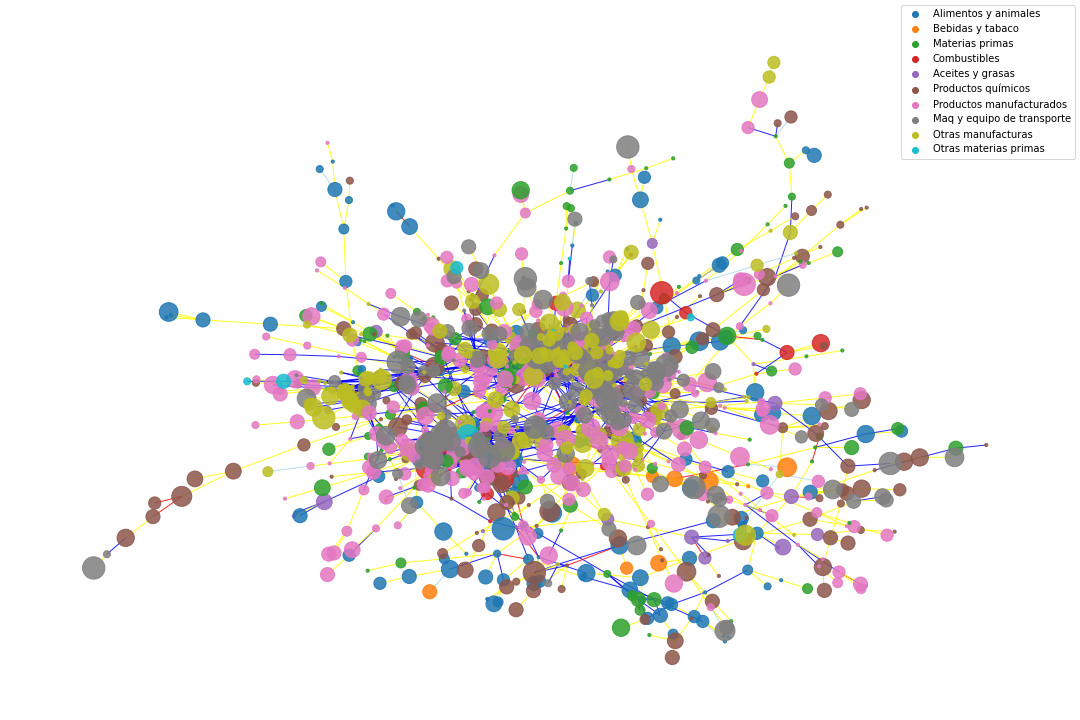 Alimentos y animales
Bebidas y tabaco
Materias primas
Combustibles
Aceites y grasas
Productos químicos
Productos manufacturados
Maq y equipo de transporte
Otras manufacturas
Otras materias primas